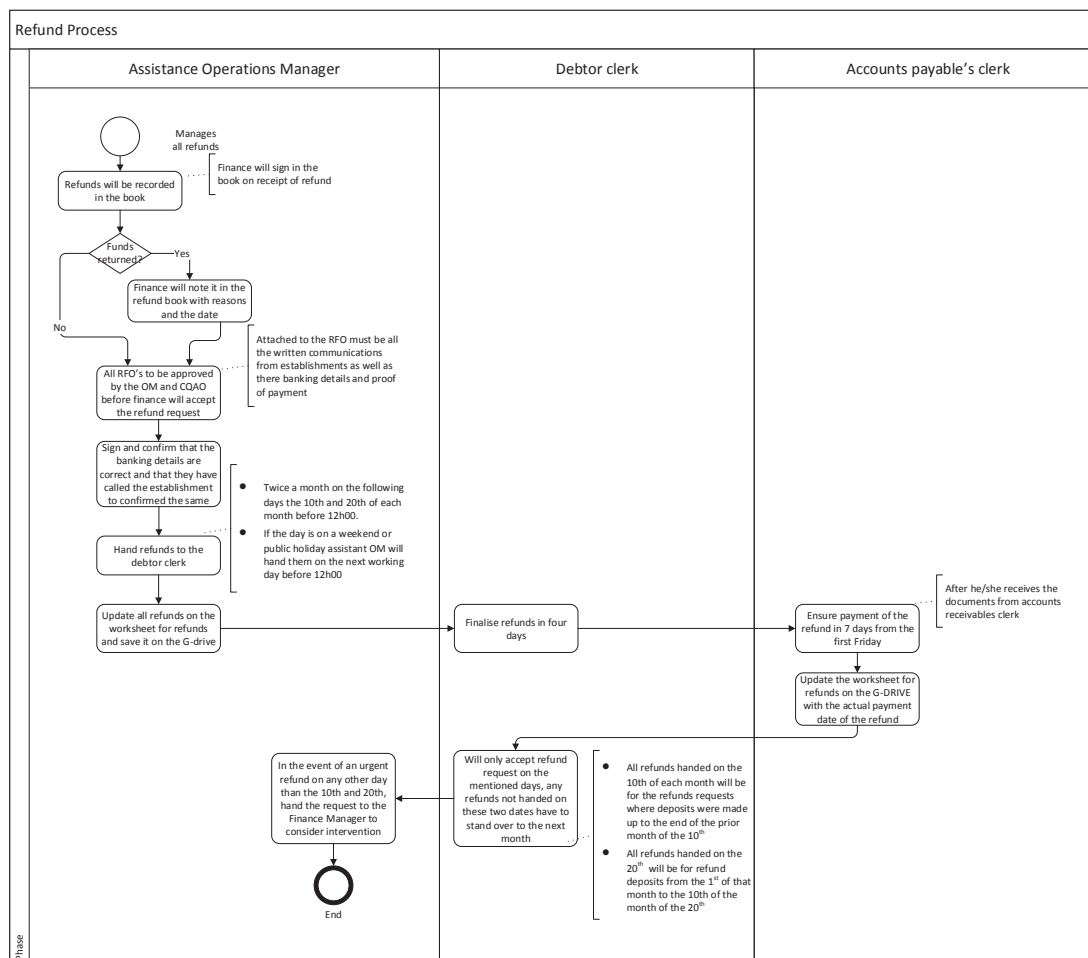 Refund Process
Phase
Assistance Operations Manager
Debtor clerk
Accounts payable's clerk
Manages
all refunds
Finance will sign in the
book on receipt of refund
Refunds will be recorded
in the book
Funds
returned?
Yes
No
Finance will note it in the
refund book with reasons
and the date
Attached to the RFO must be all
the written communications
from establishments as well as
there banking details and proof
of payment
All RFO's to be approved
by the OM and CQAO
before finance will accept
the refund request
Sign and confirm that the
banking details are
correct and that they have
called the establishment
to confirmed the same
● Twice a month on the following
days the 10th and 20th of each
month before 12h00.
● If the day is on a weekend or
public holiday assistant OM will
hand them on the next working
day before 12h00
Hand refunds to the
debtor clerk
Update all refunds on the
worksheet for refunds
and save it on the G-drive
Finalise refunds in four
days
Ensure payment of the
refund in 7 days from the
first Friday
After he/she receives the
documents from accounts
receivables clerk
Update the worksheet for
refunds on the G-DRIVE
with the actual payment
date of the refund
Will only accept refund
request on the
mentioned days, any
refunds not handed on
these two dates have to
stand over to the next
month
● All refunds handed on the
10th of each month will be
for the refunds requests
where deposits were made
up to the end of the prior
month of the 10th
● All refunds handed on the
20th will be for refund
deposits from the 1st of that
month to the 10th of the
month of the 20th
In the event of an urgent
refund on any other day
than the 10th and 20th,
hand the request to the
Finance Manager to
consider intervention
End